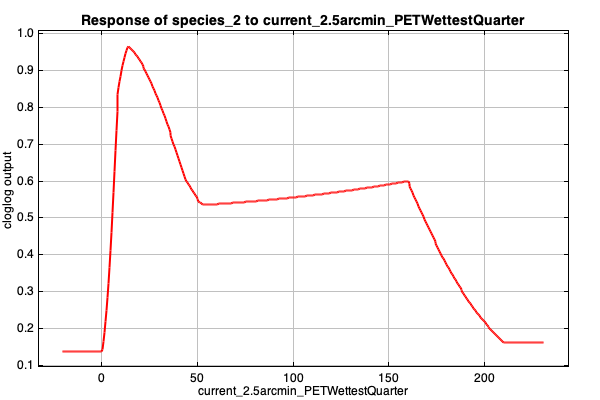 Response of species_2 to current_2.5arcmin_PETWettestQuarter
1.0
0.9
0.8
0.7
0.6
0.5
0.4
0.3
0.2
0.1
cloglog output
0 50 100 150 200
current_2.5arcmin_PETWettestQuarter